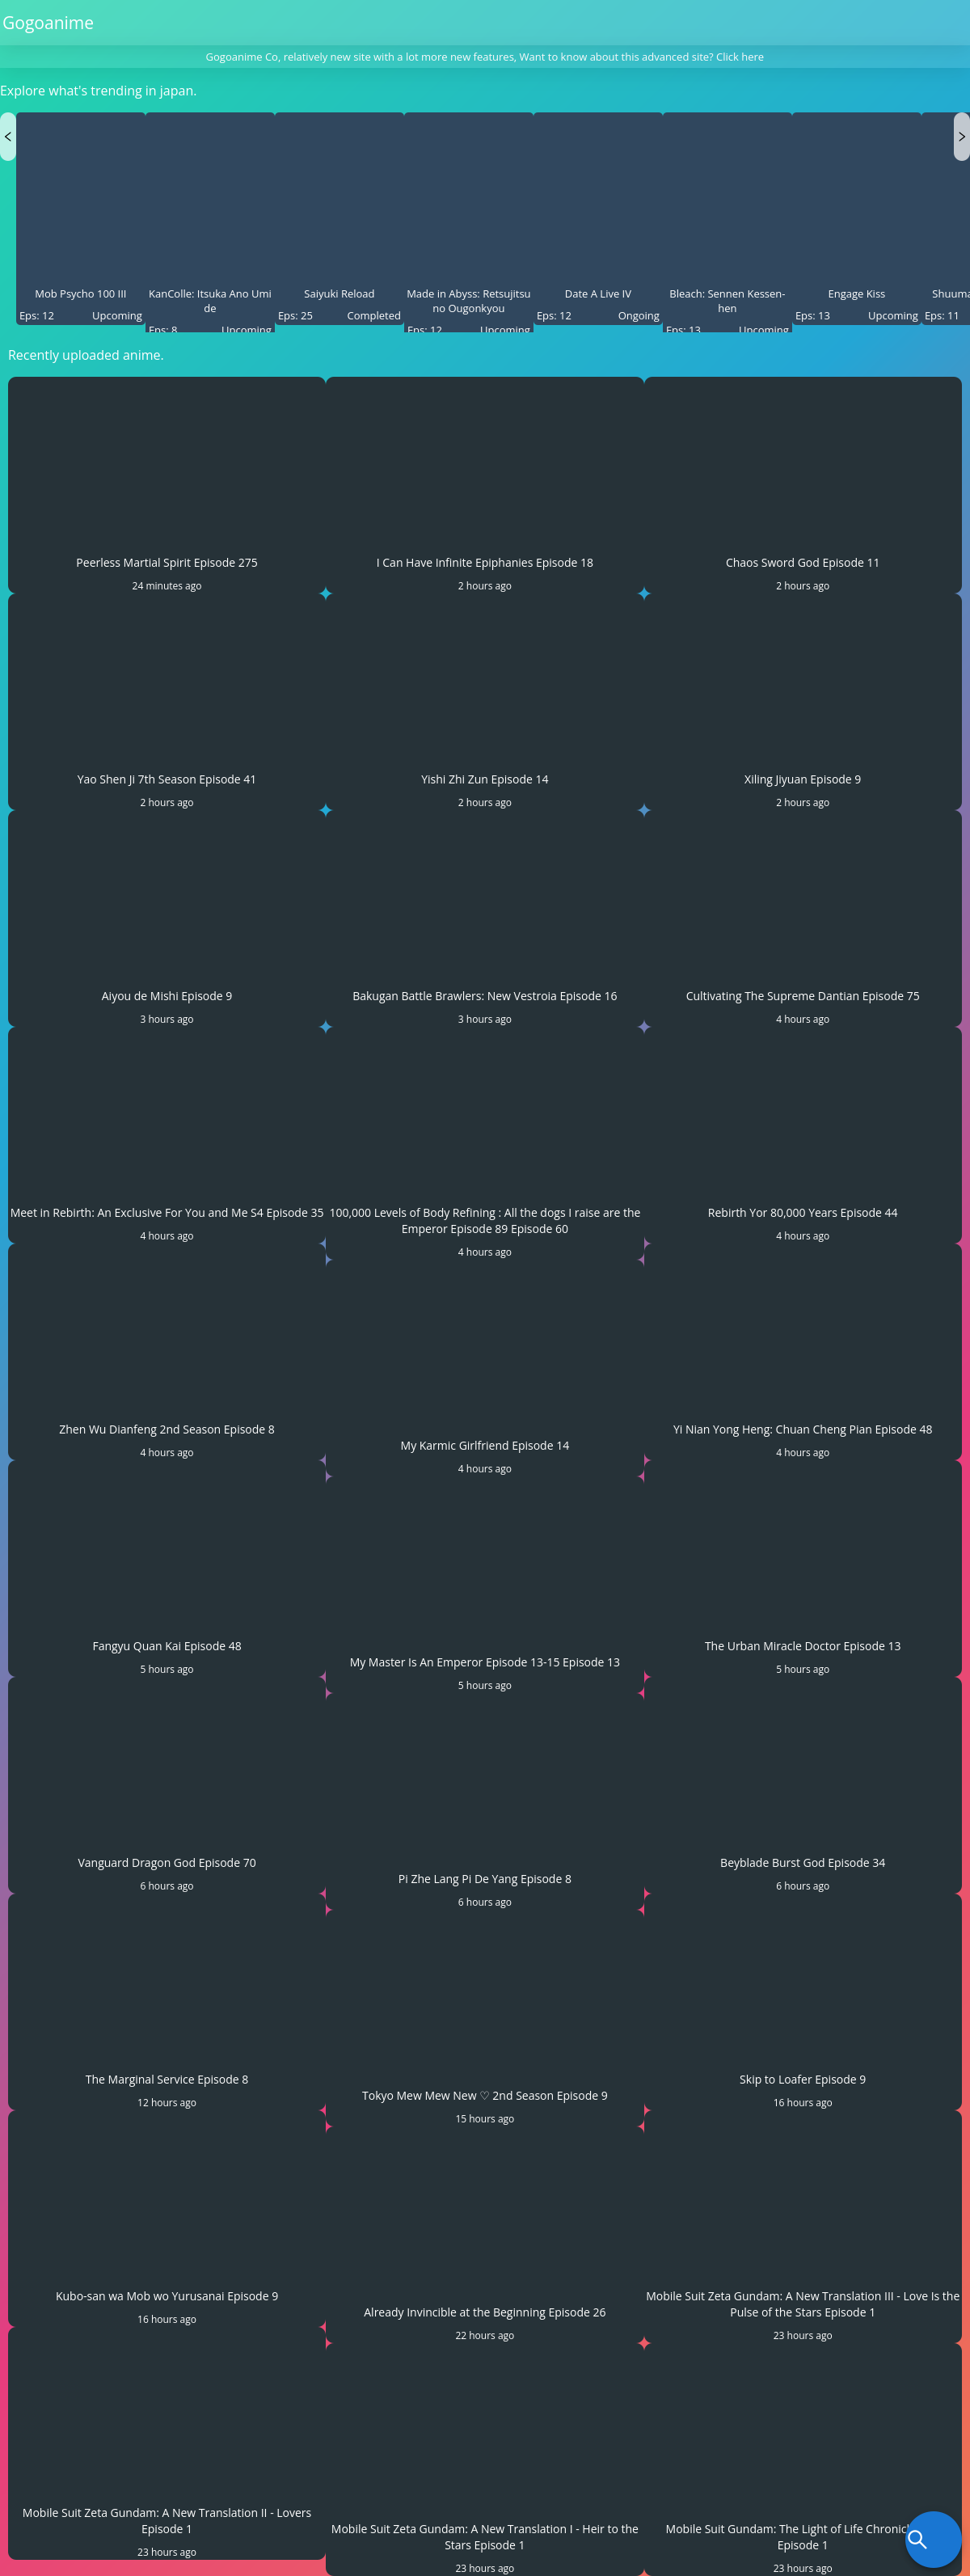 Gogoanime
Gogoanime Co, relatively new site with a lot more new features, Want to know about this advanced site? Click here
Explore what's trending in japan.
Mob Psycho 100 III
Eps: 12 Upcoming
KanColle: Itsuka Ano Umi
de
Eps: 8 Upcoming
Saiyuki Reload
Eps: 25 Completed
Made in Abyss: Retsujitsu
no Ougonkyou
Eps: 12 Upcoming
Date A Live IV
Eps: 12 Ongoing
Bleach: Sennen Kessen-
hen
Eps: 13 Upcoming
Engage Kiss
Eps: 13 Upcoming
Eps: 11
Recently uploaded anime.
Peerless Martial Spirit Episode 275
24 minutes ago
I Can Have Infinite Epiphanies Episode 18
2 hours ago
Chaos Sword God Episode 11
2 hours ago
Yao Shen Ji 7th Season Episode 41
2 hours ago
Yishi Zhi Zun Episode 14
2 hours ago
Xiling Jiyuan Episode 9
2 hours ago
Aiyou de Mishi Episode 9
3 hours ago
Bakugan Battle Brawlers: New Vestroia Episode 16
3 hours ago
Cultivating The Supreme Dantian Episode 75
4 hours ago
Meet in Rebirth: An Exclusive For You and Me S4 Episode 35
4 hours ago
100,000 Levels of Body Refining : All the dogs I raise are the
Emperor Episode 89 Episode 60
4 hours ago
Rebirth Yor 80,000 Years Episode 44
4 hours ago
Zhen Wu Dianfeng 2nd Season Episode 8
4 hours ago
My Karmic Girlfriend Episode 14
4 hours ago
Yi Nian Yong Heng: Chuan Cheng Pian Episode 48
4 hours ago
Fangyu Quan Kai Episode 48
5 hours ago
My Master Is An Emperor Episode 13-15 Episode 13
5 hours ago
The Urban Miracle Doctor Episode 13
5 hours ago
Vanguard Dragon God Episode 70
6 hours ago
Pi Zhe Lang Pi De Yang Episode 8
6 hours ago
Beyblade Burst God Episode 34
6 hours ago
The Marginal Service Episode 8
12 hours ago
Tokyo Mew Mew New ♡ 2nd Season Episode 9
15 hours ago
Skip to Loafer Episode 9
16 hours ago
Kubo-san wa Mob wo Yurusanai Episode 9
16 hours ago
Already Invincible at the Beginning Episode 26
22 hours ago
Mobile Suit Zeta Gundam: A New Translation III - Love Is the
Pulse of the Stars Episode 1
23 hours ago
Mobile Suit Zeta Gundam: A New Translation II - Lovers
Episode 1
23 hours ago
Mobile Suit Zeta Gundam: A New Translation I - Heir to the
Stars Episode 1
23 hours ago
Mobile Suit Gundam: The Light of Life
Episode 1
23 hours ago